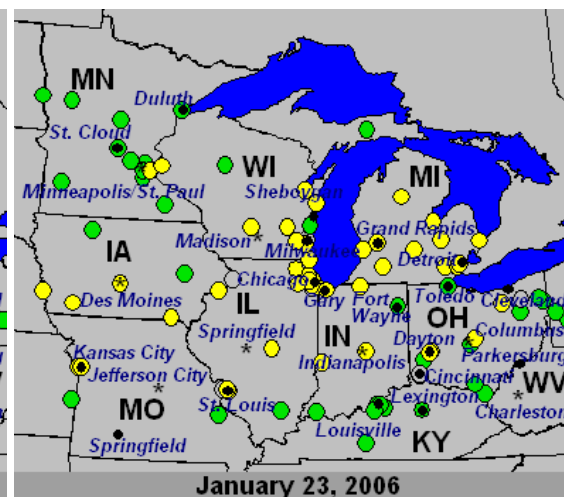 MN
Duluth
St. Cloud
WI
Minneapolis/St. Paul
Sheboygan
MI
Grand Rapids
Madison
Milwaukee
IA
Detroit
Chicago
Des Moines
Gary
Fort Wayne
Toledo
Cleveland
IL
IN
OH
Columbus
Springfield
Dayton
Indianapolis
Parkersburg
Kansas City
Cincinnati
Jefferson City
WV
St. Louis
Lexington
Charleston
MO
Louisville
Springfield
KY
January 23, 2006